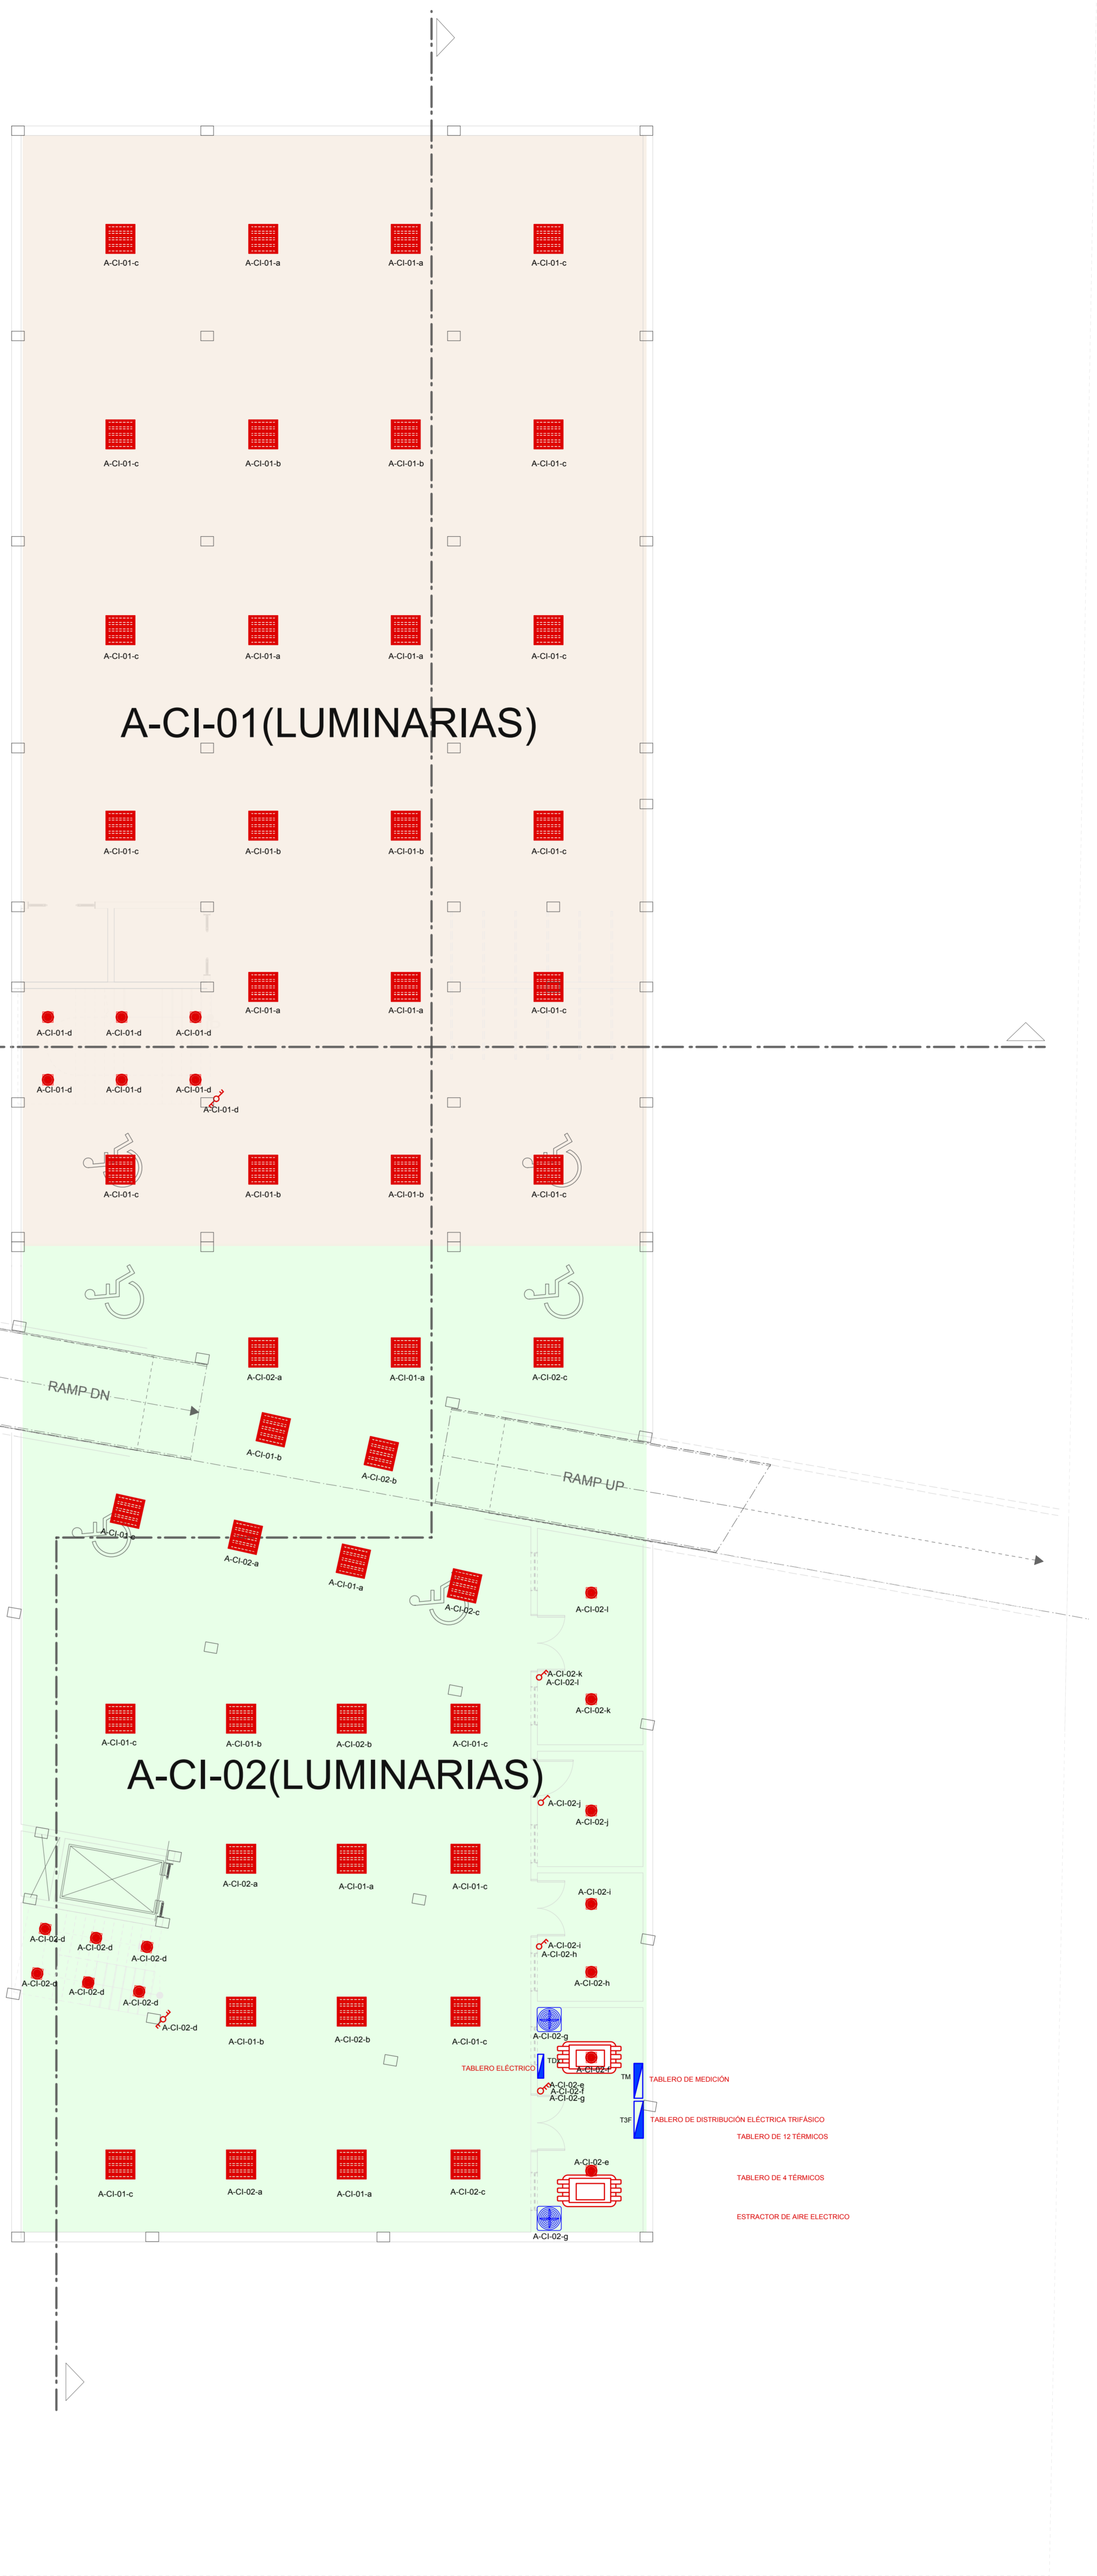 A-CI-01-c
A-CI-01-a
A-CI-01-a
A-CI-01-c
A-CI-01-c
A-CI-01-b
A-CI-01-b
A-CI-01-c
A-CI-01-c
A-CI-01-a
A-CI-01-a
A-CI-01-c
A-CI-01(LUMINARIAS)
A-CI-01-c
A-CI-01-b
A-CI-01-b
A-CI-01-c
A-CI-01-a
A-CI-01-a
A-CI-01-c
A-CI-01-d
A-CI-01-d
A-CI-01-d
A-CI-01-d
A-CI-01-d
A-CI-01-d
A-CI-01-d
A-CI-01-c
A-CI-01-b
A-CI-01-b
A-CI-01-c
A-CI-02-a
A-CI-01-a
A-CI-02-c
RAMP DN
A-CI-01-b
A-CI-02-b
RAMP UP
A-CI-01-c
A-CI-02-a
A-CI-01-a
A-CI-02-c
A-CI-02-l
A-CI-02-k
A-CI-02-l
A-CI-02-k
A-CI-01-c
A-CI-01-b
A-CI-02-b
A-CI-01-c
A-CI-02(LUMINARIAS)
A-CI-02-j
A-CI-02-j
A-CI-02-a
A-CI-01-a
A-CI-01-c
A-CI-02-i
A-CI-02-d
A-CI-02-d
A-CI-02-d
A-CI-02-i
A-CI-02-h
A-CI-02-d
A-CI-02-d
A-CI-02-d
A-CI-02-h
A-CI-02-d
A-CI-01-b
A-CI-02-b
A-CI-01-c
A-CI-02-g
TABLERO ELÉCTRICO
TD
A-CI-02-f
TM
TABLERO DE MEDICIÓN
A-CI-02-e
A-CI-02-f
A-CI-02-g
T3F
TABLERO DE DISTRIBUCIÓN ELÉCTRICA TRIFÁSICO
TABLERO DE 12 TÉRMICOS
A-CI-02-e
TABLERO DE 4 TÉRMICOS
A-CI-01-c
A-CI-02-a
A-CI-01-a
A-CI-02-c
ESTRACTOR DE AIRE ELECTRICO
A-CI-02-g